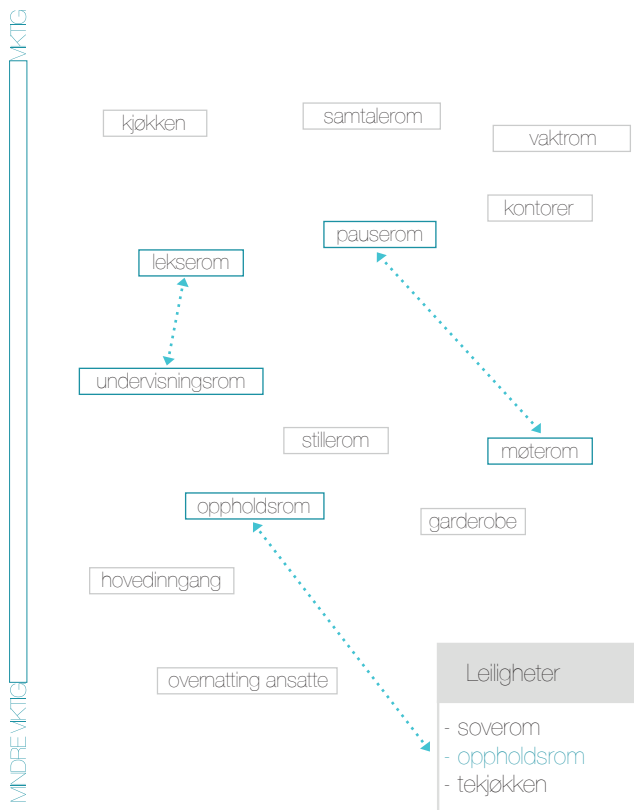 VIKTIG
kjøkken
samtalerom
vaktrom
kontorer
pauserom
lekserom
undervisningsrom
stillerom
møterom
oppholdsrom
garderobe
hovedinngang
overnatting ansatte
Leiligheter
- soverom
- oppholdsrom
- tekjøkken
MINDRE VIKTIG